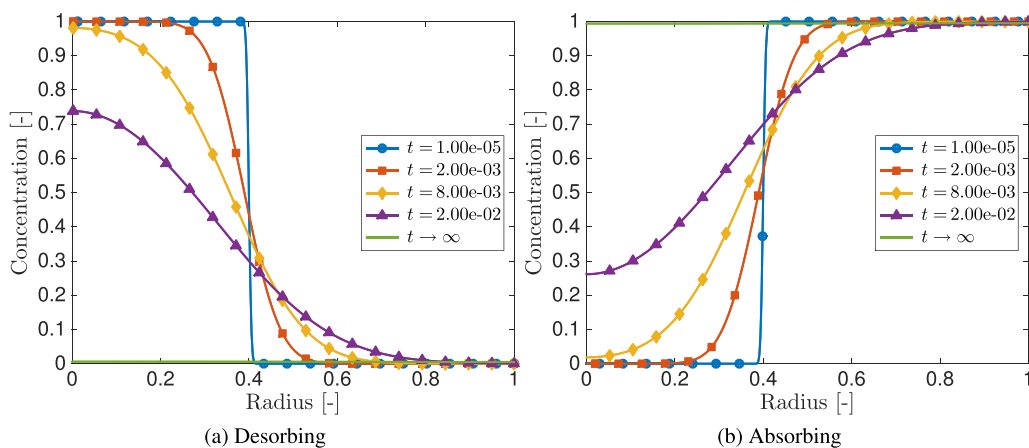 1
0.9
0.8
0.7
0.6
0.5
0.4
0.3
0.2
0.1
0
Concentration [-]
0 0.2 0.4 0.6 0.8 1
Radius [-]
t = 1.00e-05
t = 2.00e-03
t = 8.00e-03
t = 2.00e-02
t → ∞
(a) Desorbing
1
0.9
0.8
0.7
0.6
0.5
0.4
0.3
0.2
0.1
0
Concentration [-]
0 0.2 0.4 0.6 0.8 1
Radius [-]
t = 1.00e-05
t = 2.00e-03
t = 8.00e-03
t = 2.00e-02
t → ∞
(b) Absorbing